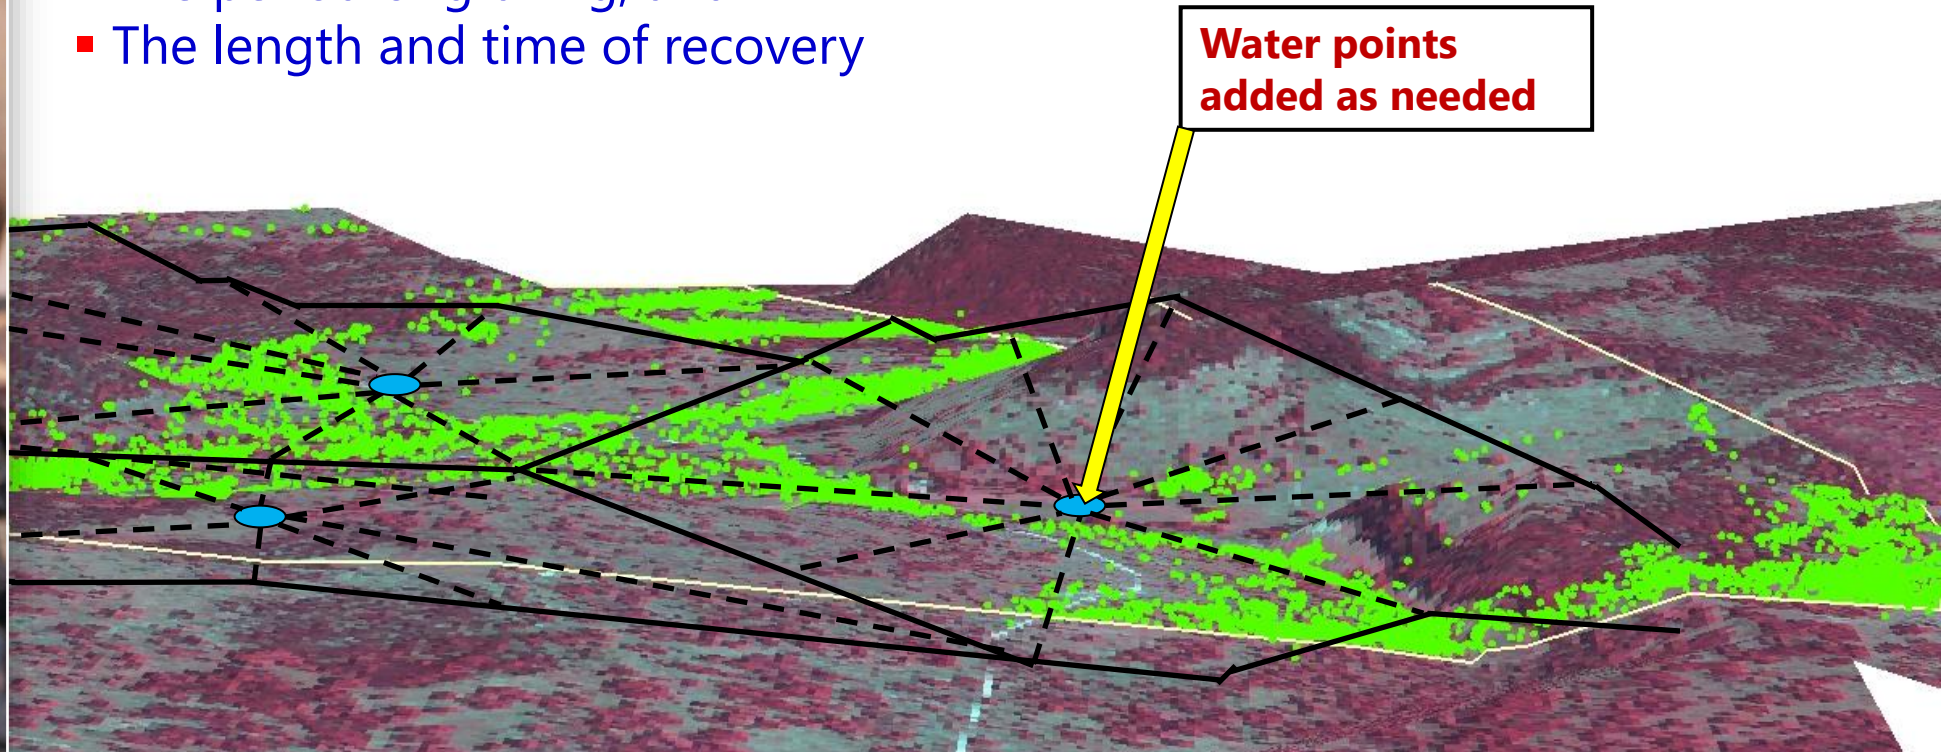 ▪ The length and time of recovery
Water points
added as needed